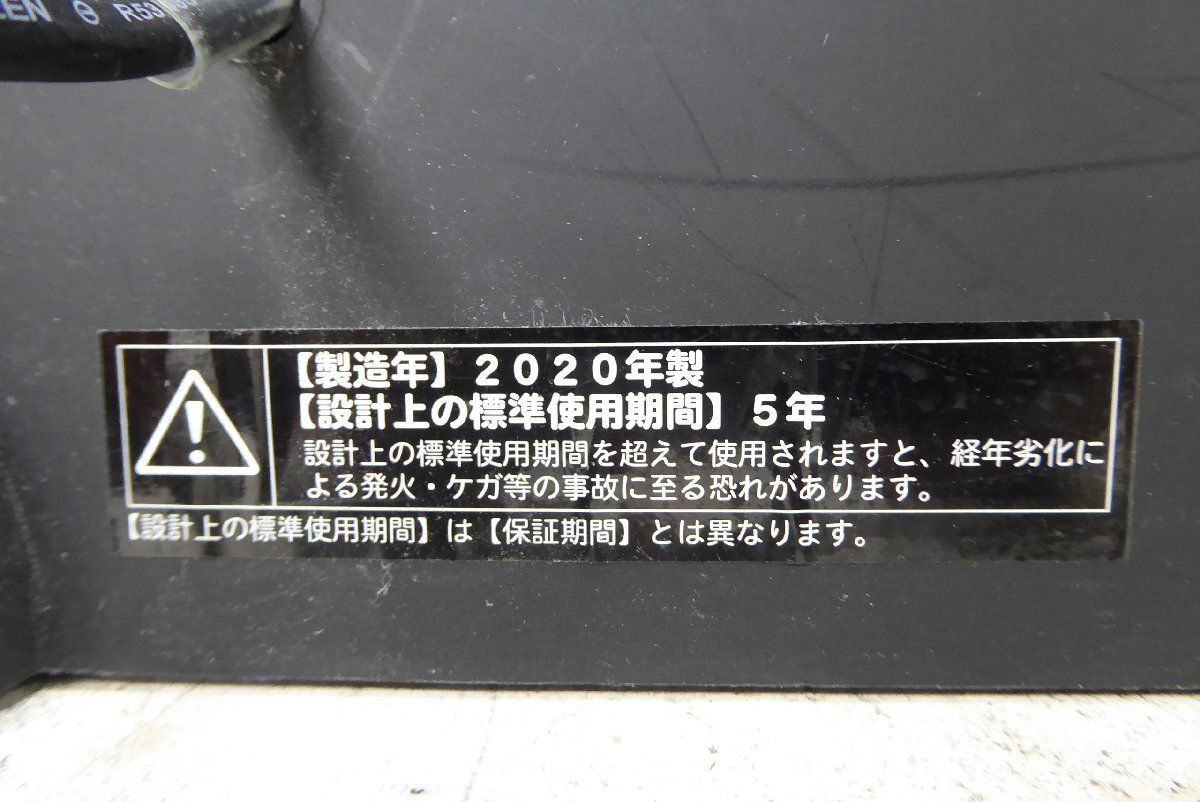 R53
【製造年】２０２０年製
【設計上の標準使用期間】５年
設計上の標準使用期間を超えて使用されますと、経年劣化に
よる発火・ケガ等の事故に至る恐れがあります。
【設計上の標準使用期間】は【保証期間】とは異なります。